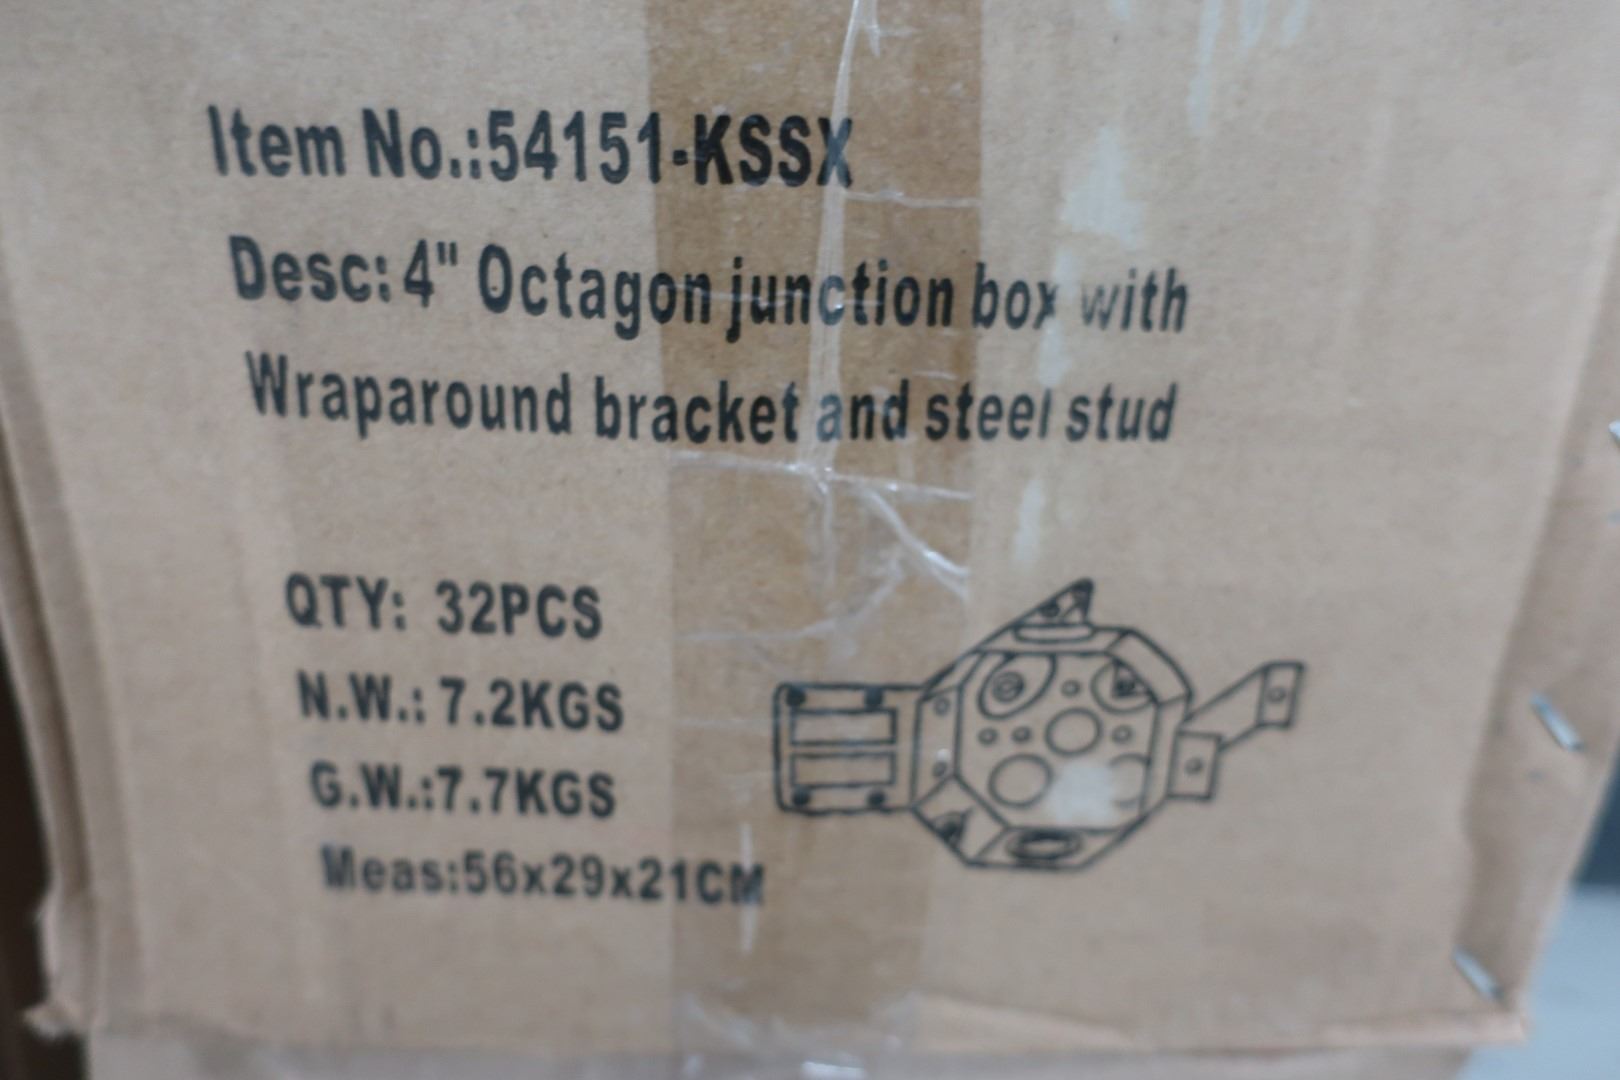 Item No.:54151-KSSX
Desc: 4" Octagon junction box with
Wraparound bracket and steel stud
QTY: 32PCS
N.W.: 7.2KGS
G.W.:7.7KGS
Meas:56x29x21CM